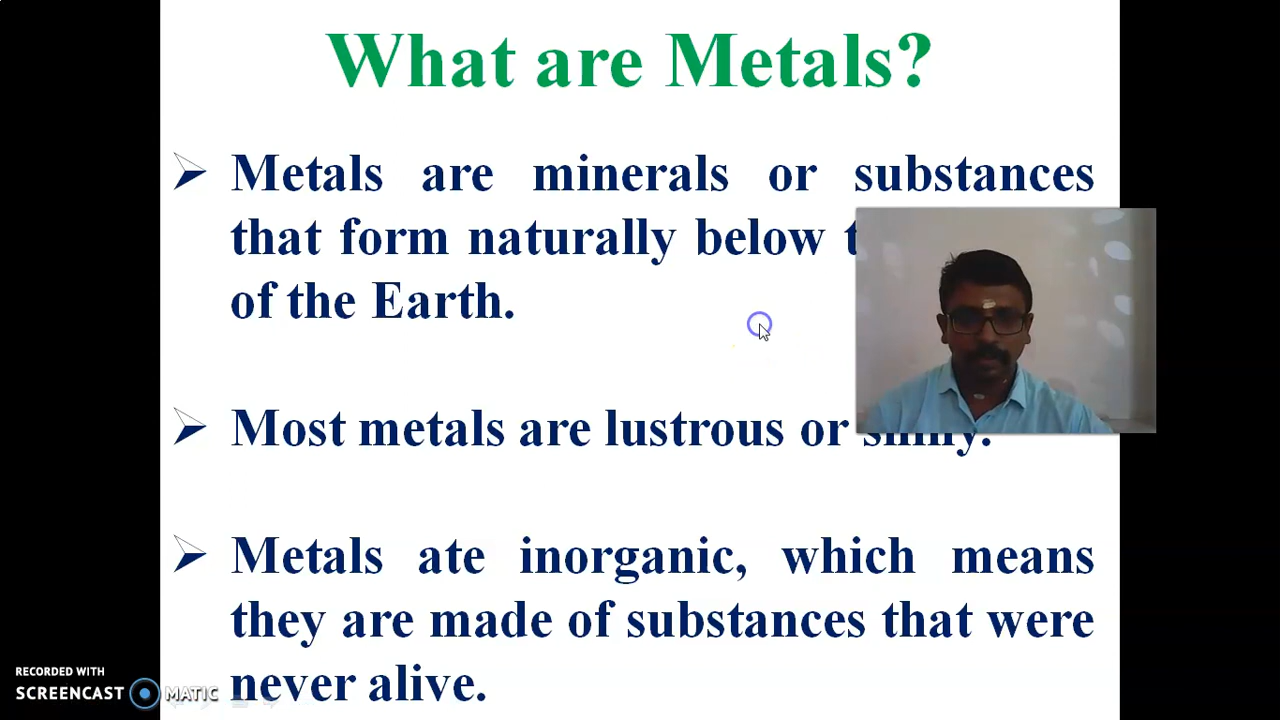 What are Metals?
Metals are minerals or substances
that form naturally below
of the Earth.
Most metals are lustrous or shiny.
Metals ate inorganic, which means
they are made of substances that were
never alive.
RECORDED WITH
SCREENCAST MATIC